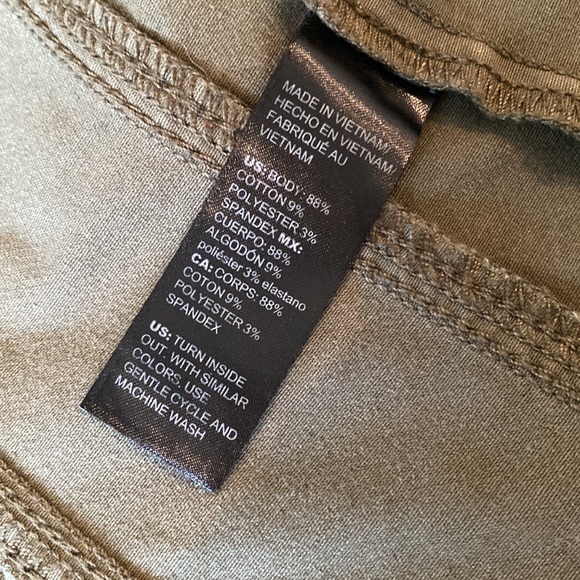 MADE IN VIETNAM
HECHO EN VIETNAM
FABRIQUÉ AU
VIETNAM
US: BODY: 88%
COTTON 9%
POLYESTER 3%
SPANDEX MX:
CUERPO: 88%
ALGODÓN 9%
poliéster 3% elastano
CA: CORPS: 88%
COTON 9%
POLYESTER 3%
SPANDEX
US: TURN INSIDE
OUT. WITH SIMILAR
COLORS, USE
GENTLE CYCLE AND
MACHINE WASH